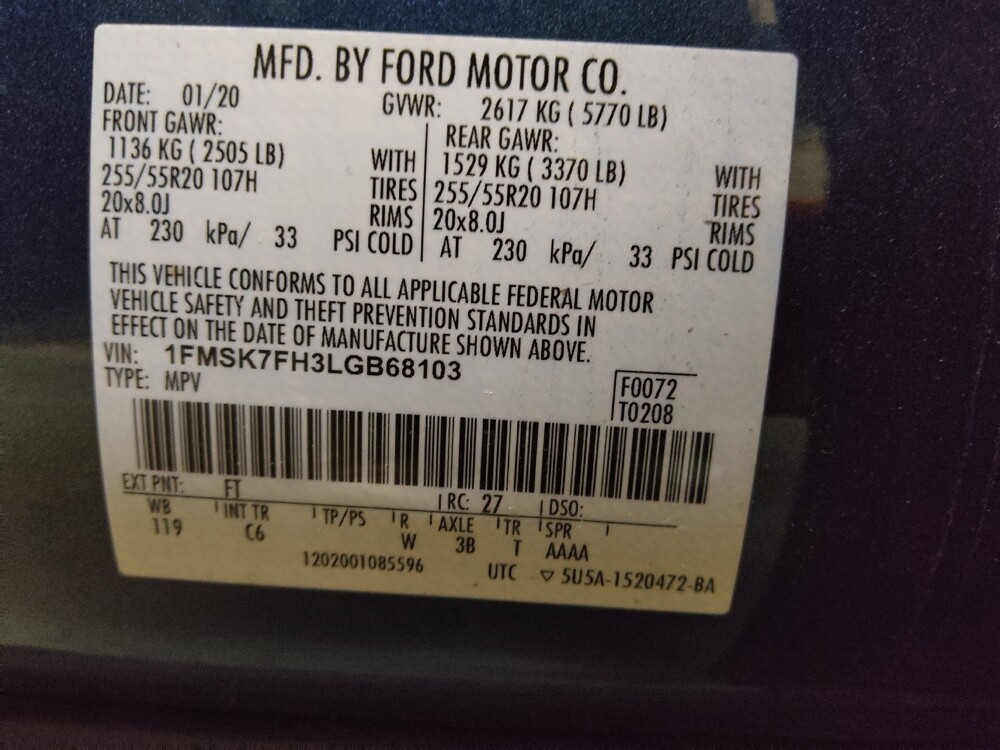 MFD. BY FORD MOTOR CO.
DATE: 01/20 GVWR: 2617 KG ( 5770 LB)
FRONT GAWR: REAR GAWR:
1136 KG ( 2505 LB) WITH 1529 KG ( 3370 LB) WITH
255/55R20 107H TIRES 255/55R20 107H TIRES
20x8.0J RIMS 20x8.0J RIMS
AT 230 kPa/ 33 PSI COLD AT 230 kPa/ 33 PSI COLD
THIS VEHICLE CONFORMS TO ALL APPLICABLE FEDERAL MOTOR
VEHICLE SAFETY AND THEFT PREVENTION STANDARDS IN
EFFECT ON THE DATE OF MANUFACTURE SHOWN ABOVE.
VIN: 1FMSK7FH3LGB68103
TYPE: MPV F0072
T0208
EXT PNT: FT RC: 27 DSO:
WB INT TR TP/PS R AXLE TR SPR
119 C6 W 3B T AAAA
1202001085596 UTC ▽ 5U5A-1520472-BA